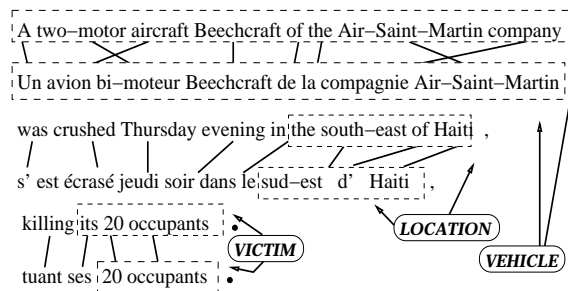 A two-motor aircraft Beechcraft of the Air-Saint-Martin company
Un avion bi-moteur Beechcraft de la compagnie Air-Saint-Martin
was crushed Thursday evening in the south-east of Haiti ,
s' est écrasé jeudi soir dans le sud-est d' Haiti ,
killing its 20 occupants .
LOCATION
VICTIM
VEHICLE
tuant ses 20 occupants .